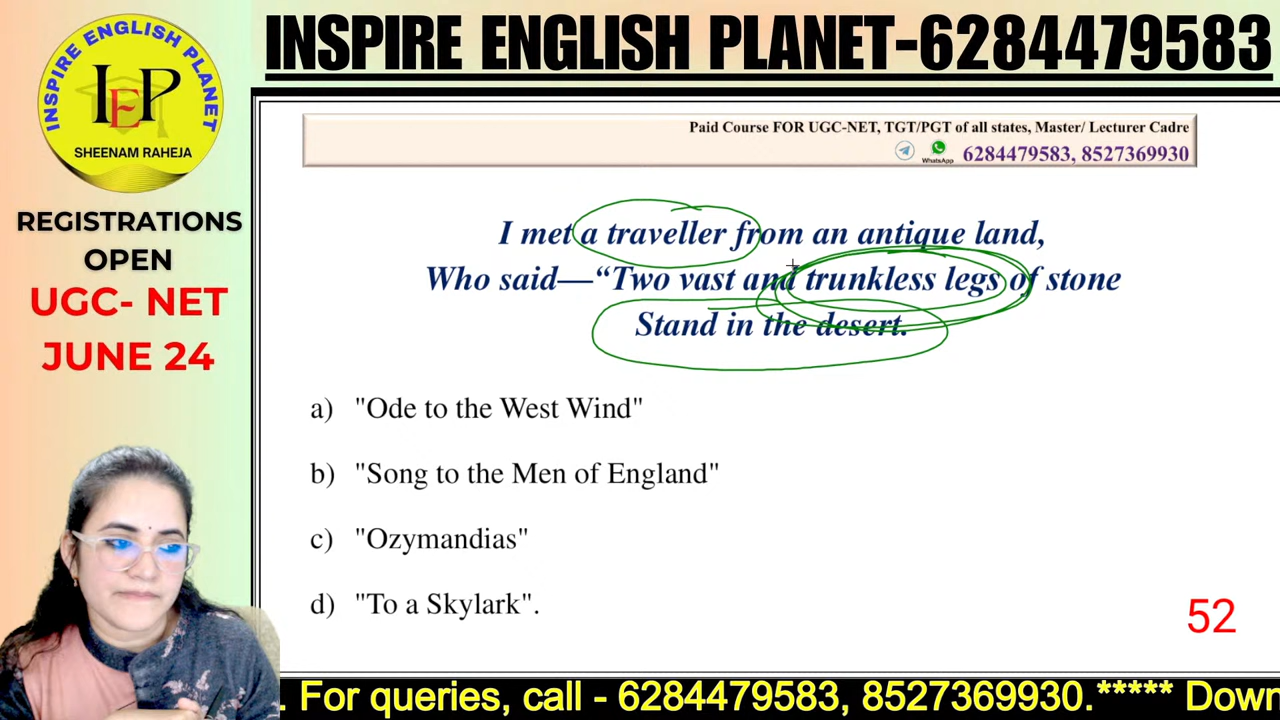 INSPIRE ENGLISH PLANET-6284479583
INSPIRE ENGLISH PLANET
IEP
SHEENAM RAHEJA
Paid Course FOR UGC-NET, TGT/PGT of all states, Master/ Lecturer Cadre
WhatsApp 6284479583, 8527369930
REGISTRATIONS
OPEN
UGC- NET
JUNE 24
I met a traveller from an antique land,
Who said—“Two vast and trunkless legs of stone
Stand in the desert.
a) "Ode to the West Wind"
b) "Song to the Men of England"
c) "Ozymandias"
d) "To a Skylark".
52
. For queries, call - 6284479583, 8527369930.***** Down